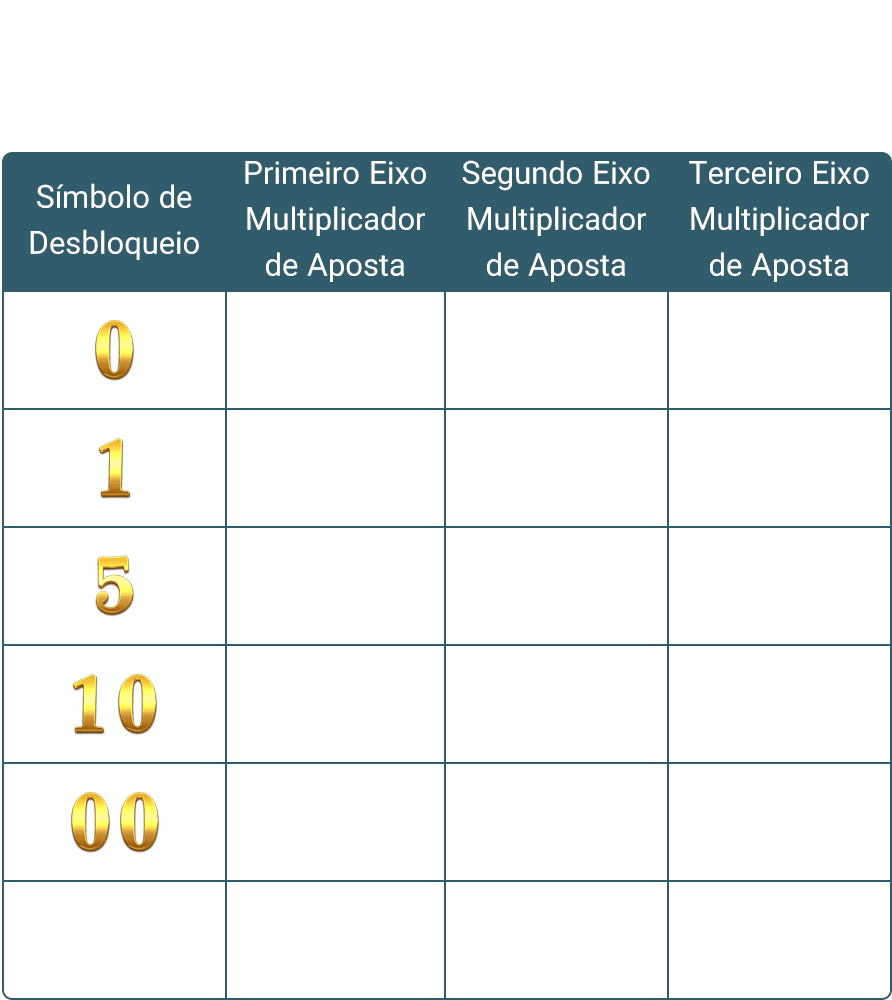 Símbolo de
Desbloqueio
Primeiro Eixo
Multiplicador
de Aposta
Segundo Eixo
Multiplicador
de Aposta
Terceiro Eixo
Multiplicador
de Aposta
0
1
5
10
00